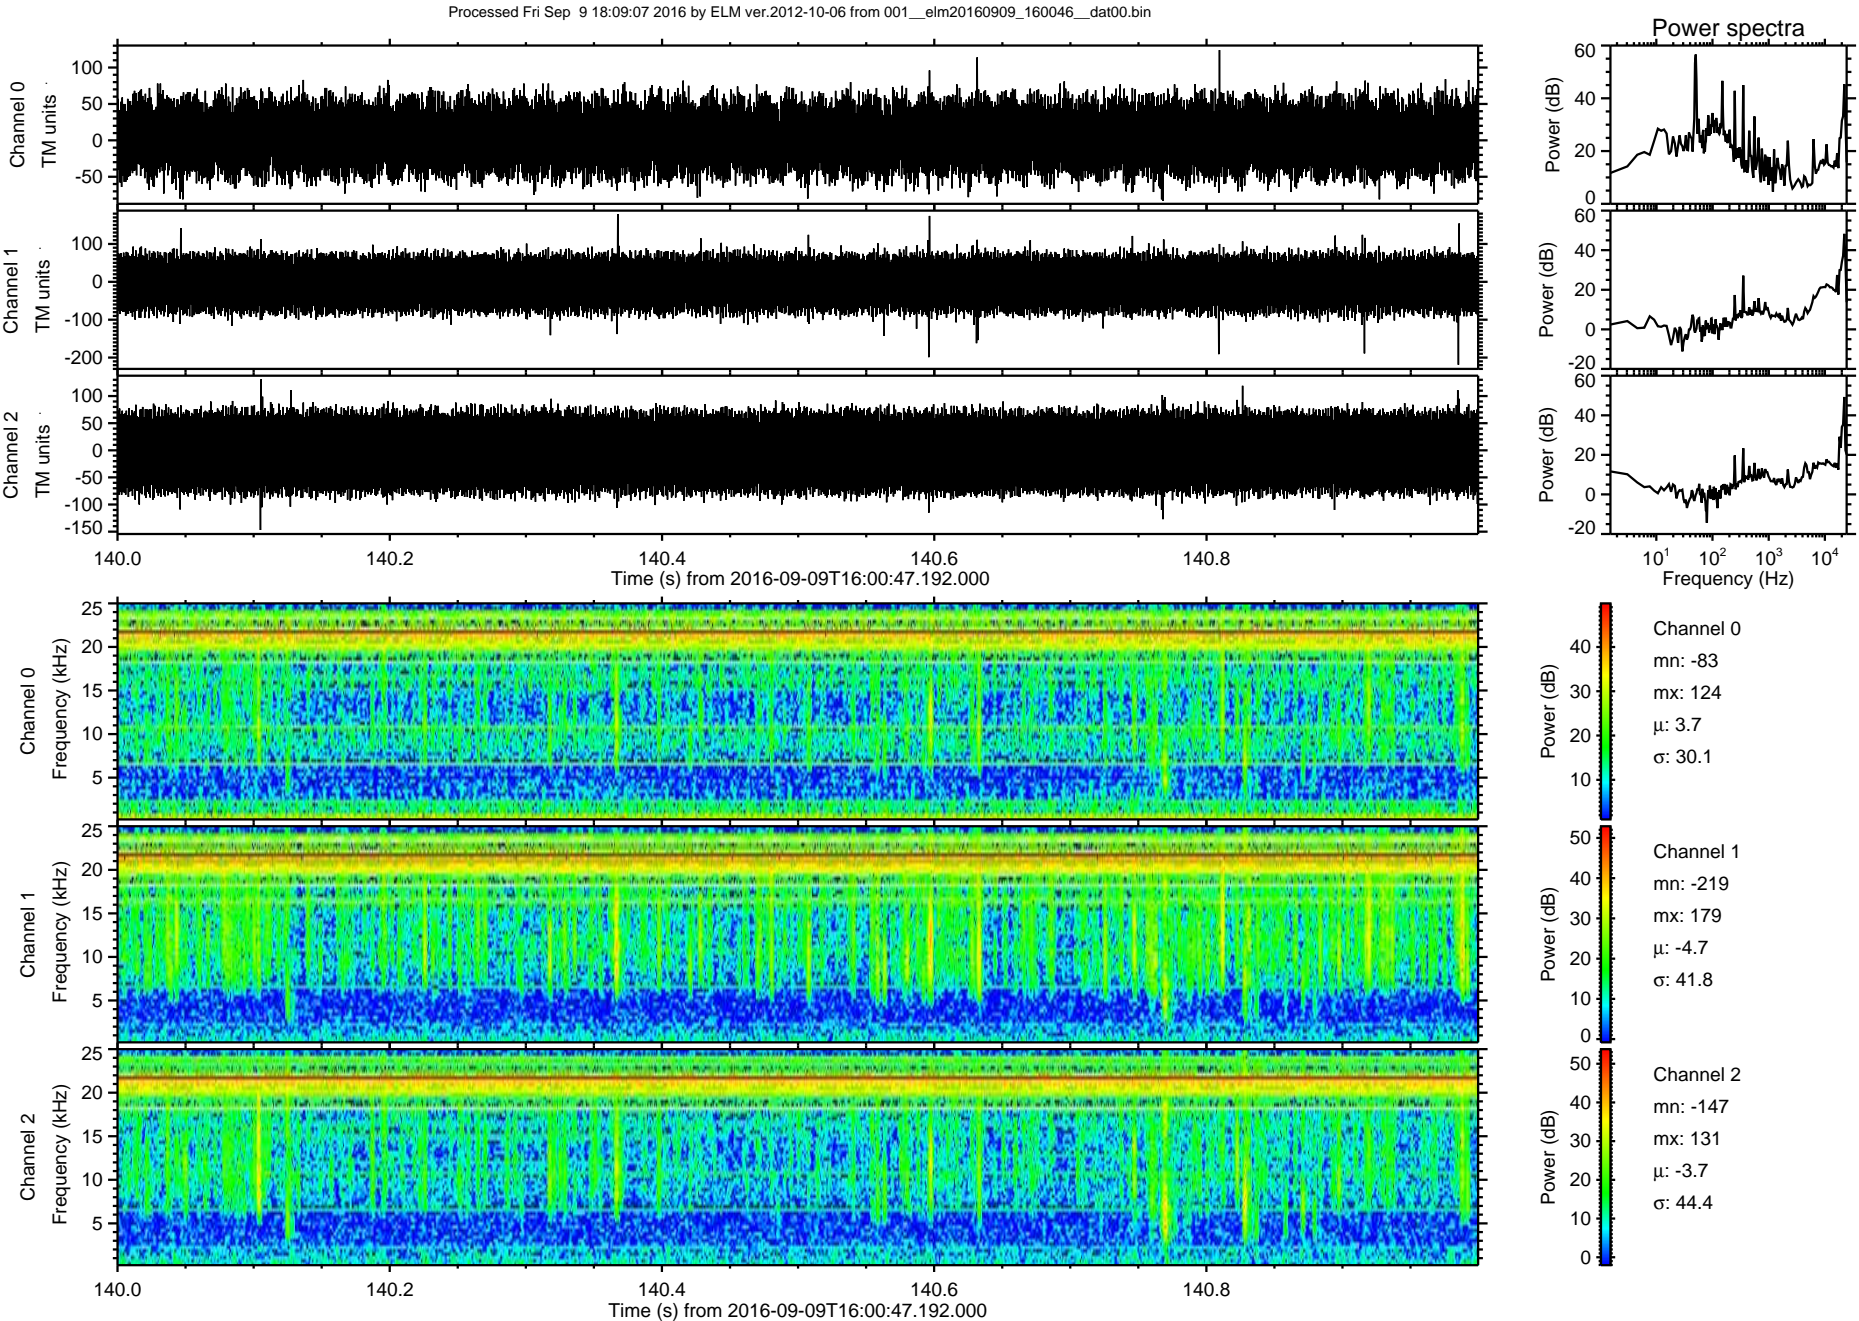 Processed Fri Sep  9 18:09:07 2016 by ELM ver.2012-10-06 from 001__elm20160909_160046__dat00.bin
Power spectra
Channel 0
TM units
100
50
0
-50
Power (dB)
60
40
20
0
Channel 1
TM units
100
0
-100
-200
Power (dB)
60
40
20
0
-20
Channel 2
TM units
100
50
0
-50
-100
-150
Power (dB)
60
40
20
0
-20
140.0 140.2 140.4 140.6 140.8
Time (s) from 2016-09-09T16:00:47.192.000
10^1 10^2 10^3 10^4
Frequency (Hz)
Channel 0
Frequency (kHz)
25
20
15
10
5
Power (dB)
40
30
20
10
Channel 0
mn: -83
mx: 124
μ: 3.7
σ: 30.1
Channel 1
Frequency (kHz)
25
20
15
10
5
Power (dB)
50
40
30
20
10
0
Channel 1
mn: -219
mx: 179
μ: -4.7
σ: 41.8
Channel 2
Frequency (kHz)
25
20
15
10
5
Power (dB)
50
40
30
20
10
0
Channel 2
mn: -147
mx: 131
μ: -3.7
σ: 44.4
140.0 140.2 140.4 140.6 140.8
Time (s) from 2016-09-09T16:00:47.192.000